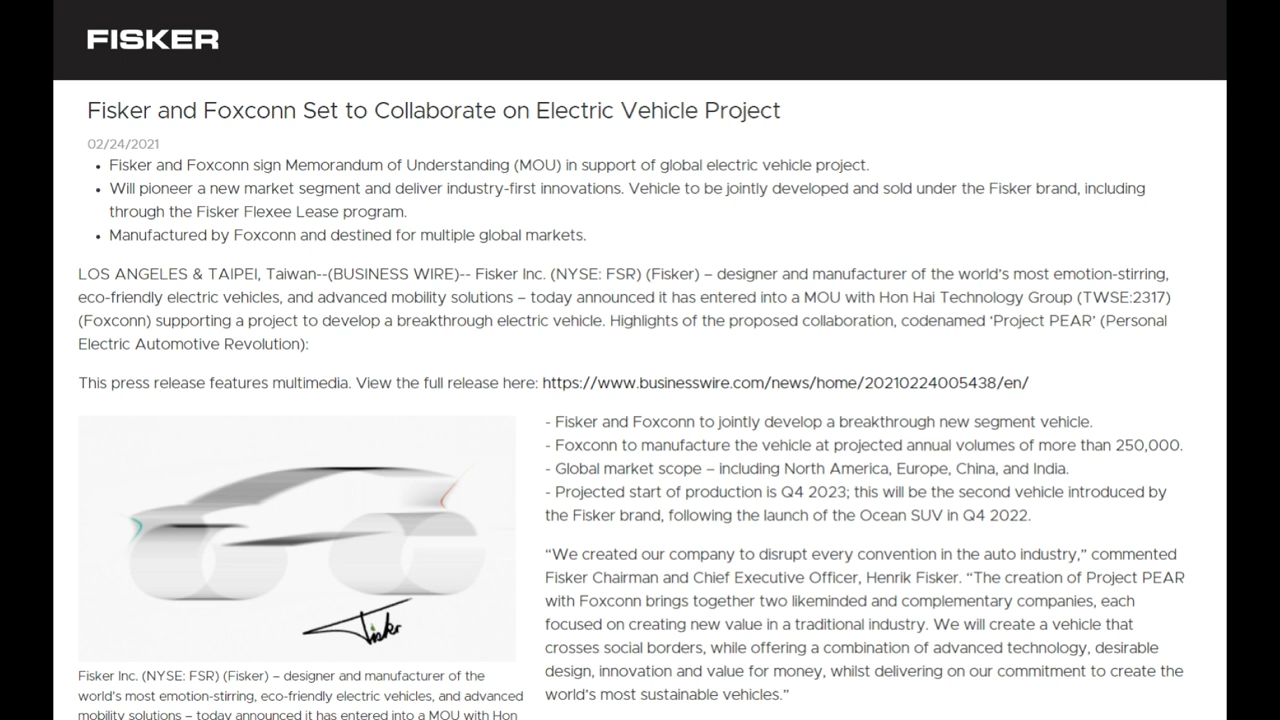 FISKER
Fisker and Foxconn Set to Collaborate on Electric Vehicle Project
02/24/2021
• Fisker and Foxconn sign Memorandum of Understanding (MOU) in support of global electric vehicle project.
• Will pioneer a new market segment and deliver industry-first innovations. Vehicle to be jointly developed and sold under the Fisker brand, including
through the Fisker Flexee Lease program.
• Manufactured by Foxconn and destined for multiple global markets.
LOS ANGELES & TAIPEI, Taiwan--(BUSINESS WIRE)-- Fisker Inc. (NYSE: FSR) (Fisker) – designer and manufacturer of the world's most emotion-stirring,
eco-friendly electric vehicles, and advanced mobility solutions – today announced it has entered into a MOU with Hon Hai Technology Group (TWSE:2317)
(Foxconn) supporting a project to develop a breakthrough electric vehicle. Highlights of the proposed collaboration, codenamed 'Project PEAR' (Personal
Electric Automotive Revolution):
This press release features multimedia. View the full release here: https://www.businesswire.com/news/home/20210224005438/en/
Fisker
Fisker Inc. (NYSE: FSR) (Fisker) – designer and manufacturer of the
world's most emotion-stirring, eco-friendly electric vehicles, and advanced
mobility solutions – today announced it has entered into a MOU with Hon
- Fisker and Foxconn to jointly develop a breakthrough new segment vehicle.
- Foxconn to manufacture the vehicle at projected annual volumes of more than 250,000.
- Global market scope – including North America, Europe, China, and India.
- Projected start of production is Q4 2023; this will be the second vehicle introduced by
the Fisker brand, following the launch of the Ocean SUV in Q4 2022.
“We created our company to disrupt every convention in the auto industry,” commented
Fisker Chairman and Chief Executive Officer, Henrik Fisker. “The creation of Project PEAR
with Foxconn brings together two likeminded and complementary companies, each
focused on creating new value in a traditional industry. We will create a vehicle that
crosses social borders, while offering a combination of advanced technology, desirable
design, innovation and value for money, whilst delivering on our commitment to create the
world's most sustainable vehicles.”